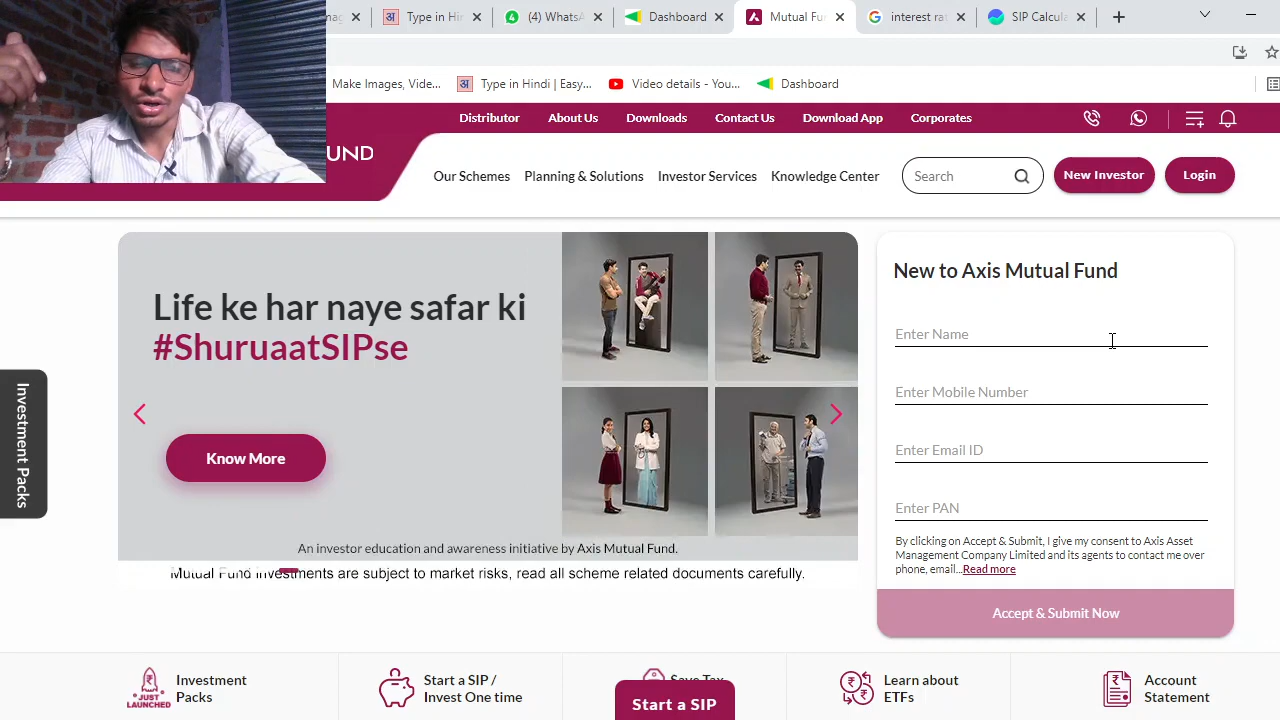 Type in Hi
(4) WhatsA
Dashboard
Mutual Fu
interest rat
SIP Calcula
Make Images, Vide...
Type in Hindi | Easy...
Video details - You...
Dashboard
Distributor
About Us
Downloads
Contact Us
Download App
Corporates
UND
Our Schemes
Planning & Solutions
Investor Services
Knowledge Center
Search
New Investor
Login
Life ke har naye safar ki
#ShuruaatSIPse
Know More
An investor education and awareness initiative by Axis Mutual Fund.
Mutual Fund investments are subject to market risks, read all scheme related documents carefully.
Investment Packs
New to Axis Mutual Fund
Enter Name
Enter Mobile Number
Enter Email ID
Enter PAN
By clicking on Accept & Submit, I give my consent to Axis Asset
Management Company Limited and its agents to contact me over
phone, email...Read more
Accept & Submit Now
JUST
LAUNCHED
Investment
Packs
Start a SIP /
Invest One time
Save Tax
Start a SIP
Learn about
ETFs
Account
Statement